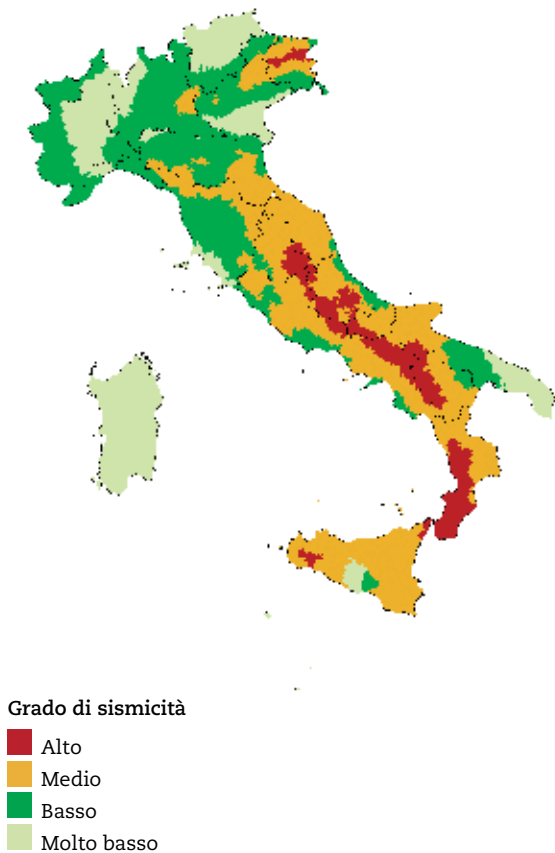 Grado di sismicità
Alto
Medio
Basso
Molto basso